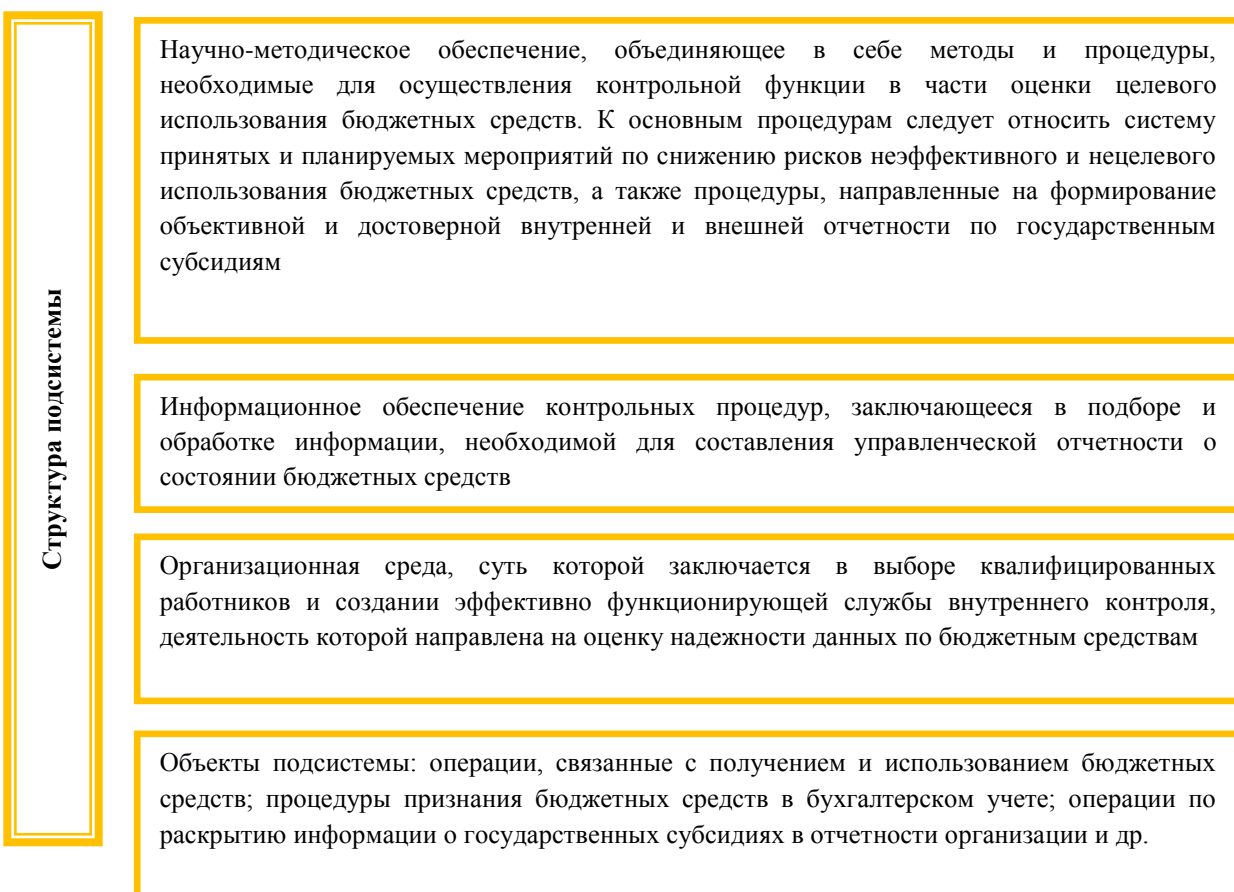 Структура подсистемы
Научно-методическое обеспечение, объединяющее в себе методы и процедуры,
необходимые для осуществления контрольной функции в части оценки целевого
использования бюджетных средств. К основным процедурам следует относить систему
принятых и планируемых мероприятий по снижению рисков неэффективного и нецелевого
использования бюджетных средств, а также процедуры, направленные на формирование
объективной и достоверной внутренней и внешней отчетности по государственным
субсидиям
Информационное обеспечение контрольных процедур, заключающееся в подборе и
обработке информации, необходимой для составления управленческой отчетности о
состоянии бюджетных средств
Организационная среда, суть которой заключается в выборе квалифицированных
работников и создании эффективно функционирующей службы внутреннего контроля,
деятельность которой направлена на оценку надежности данных по бюджетным средствам
Объекты подсистемы: операции, связанные с получением и использованием бюджетных
средств; процедуры признания бюджетных средств в бухгалтерском учете; операции по
раскрытию информации о государственных субсидиях в отчетности организации и др.